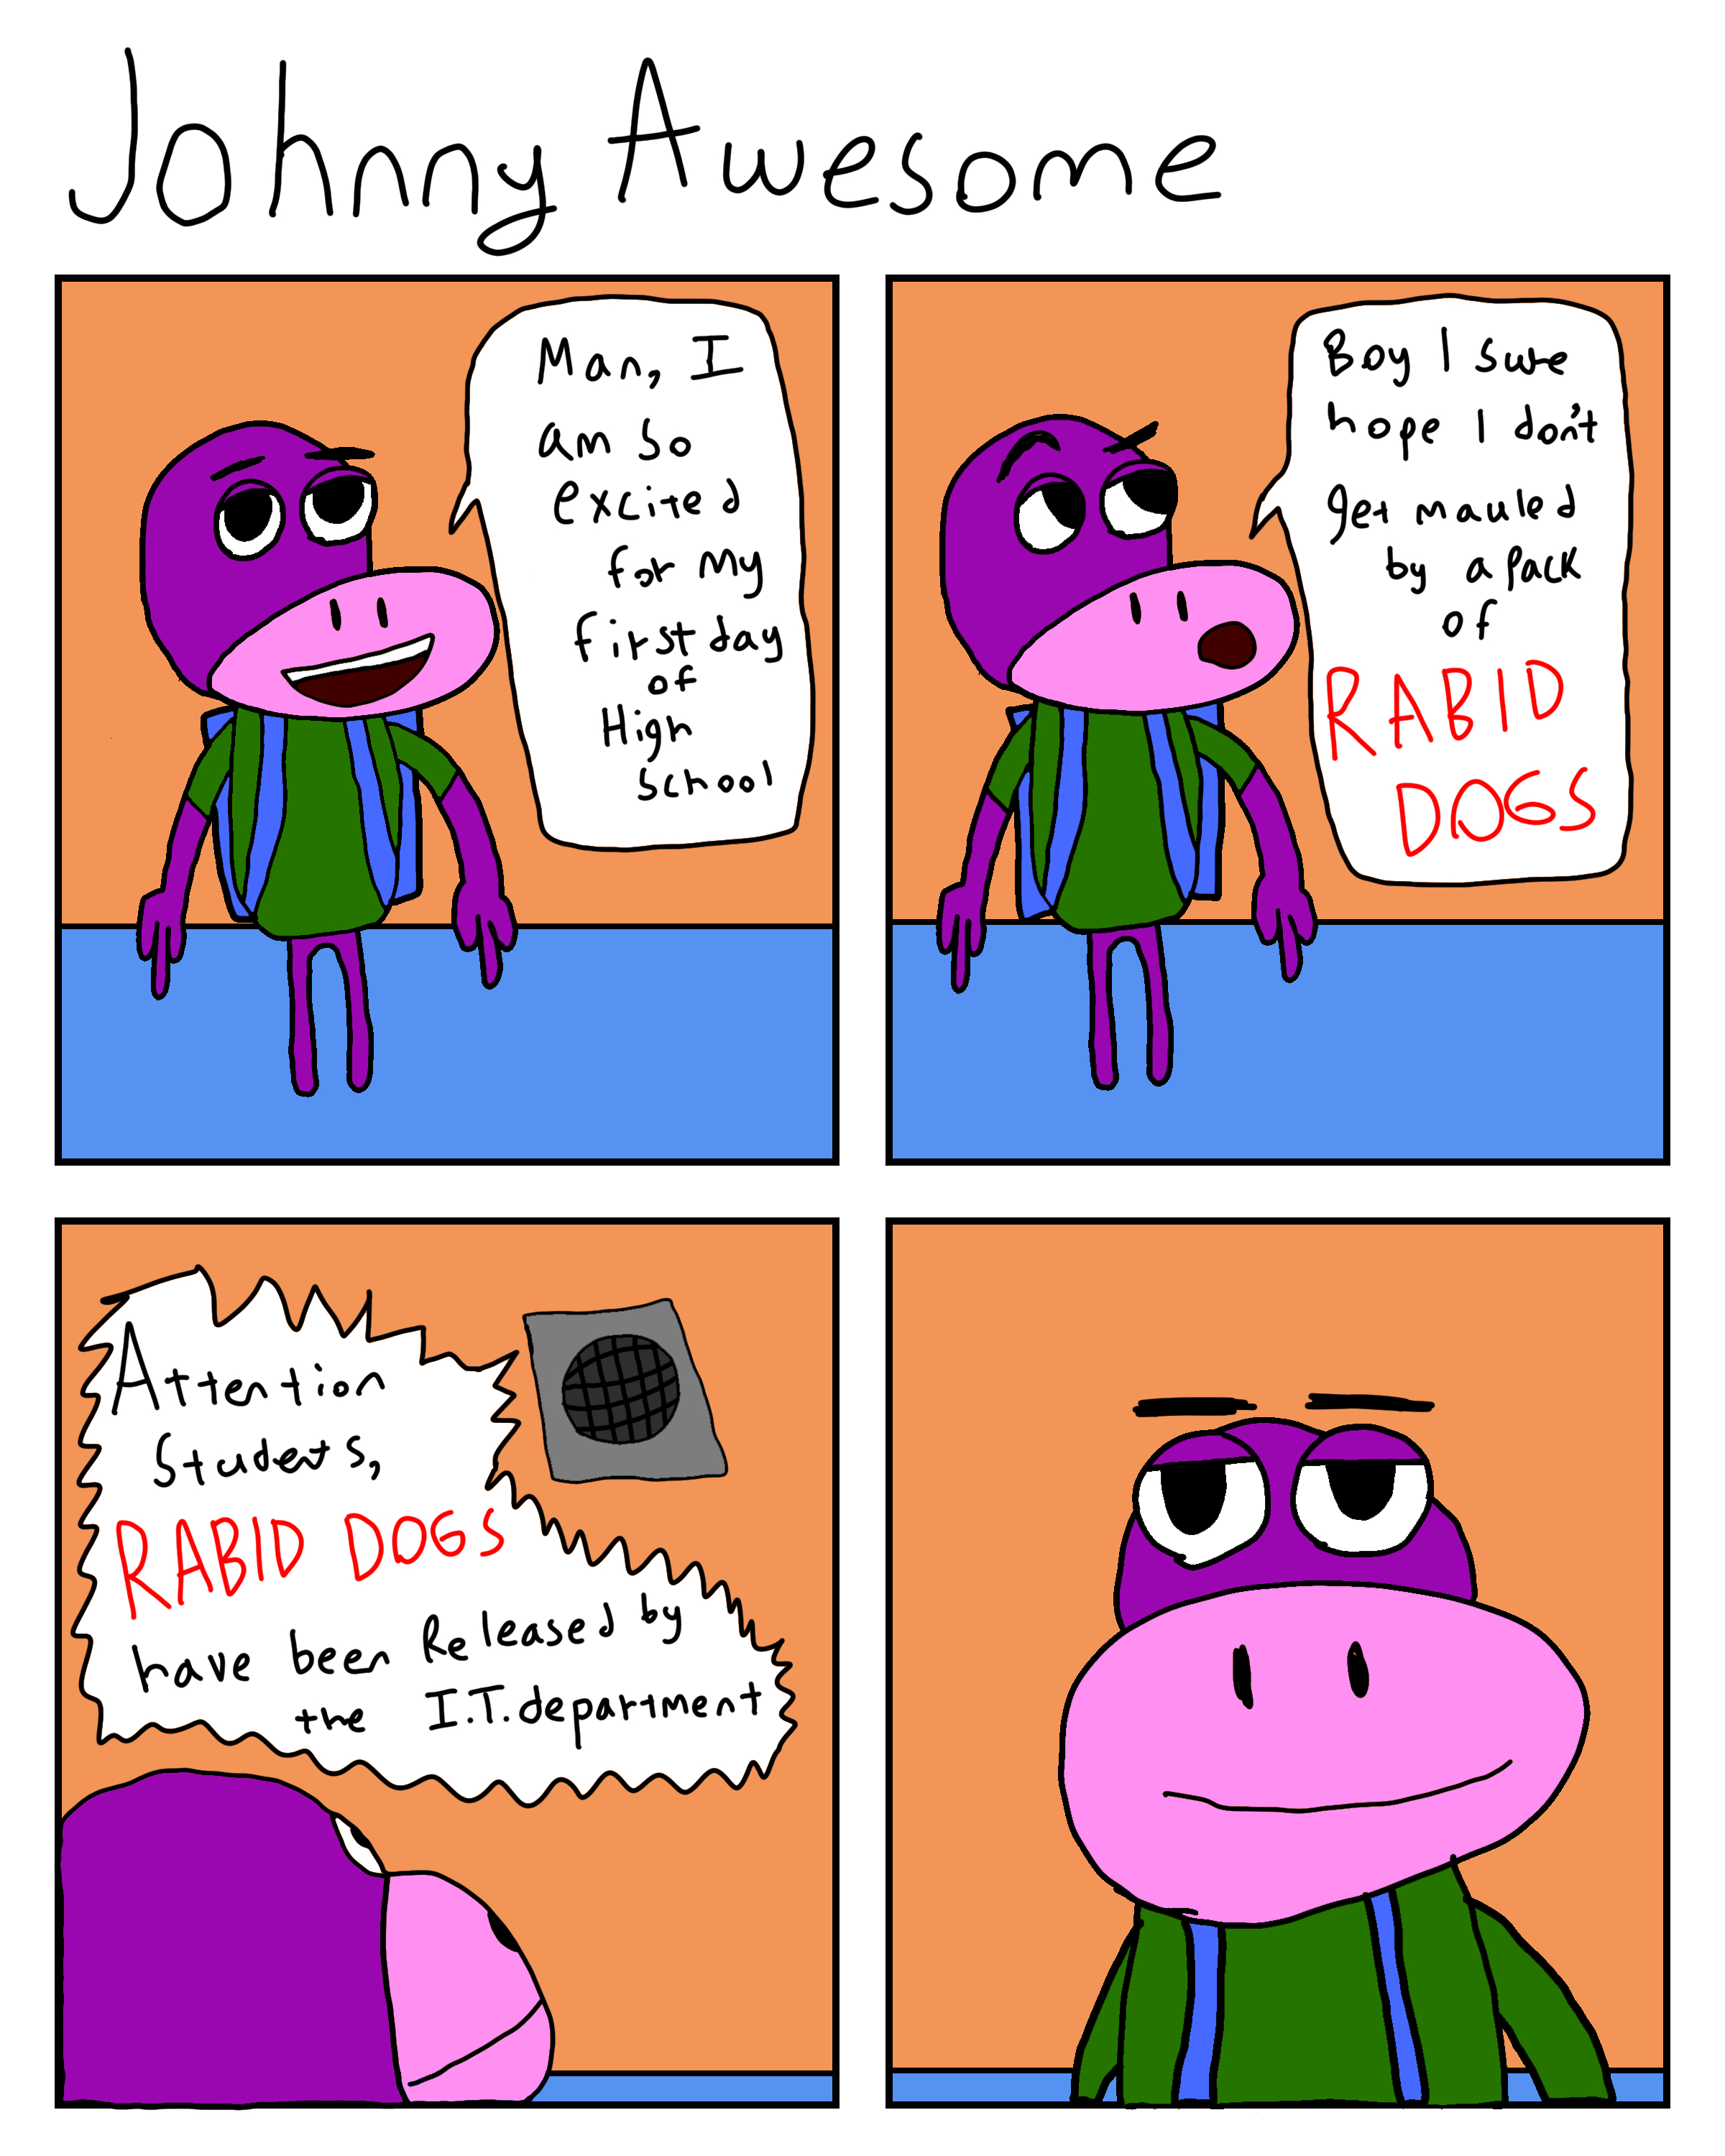 Johnny Awesome
Man, I
am so
excited
for my
first day
of
High
school
Boy I sure
hope I don't
get mauled
by a pack
of
RABID
DOGS
Attention
Students,
RABID DOGS
have been Released by
the I.T. department